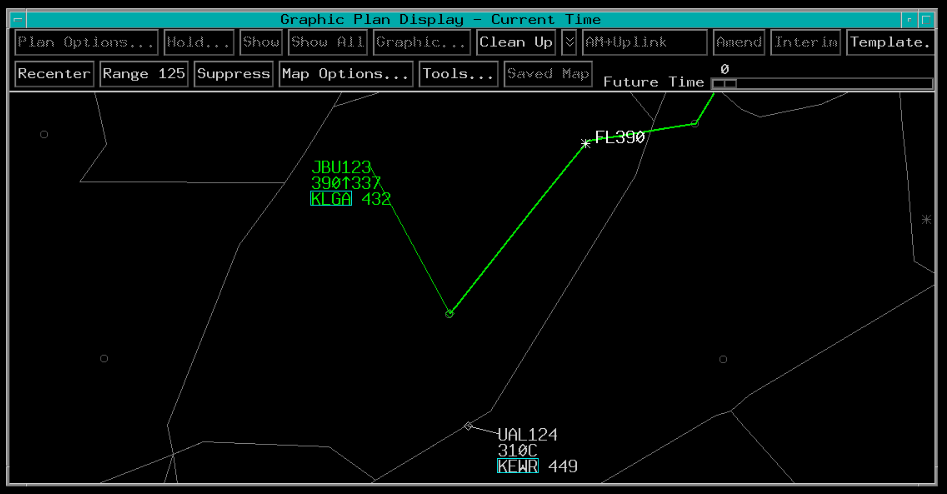 Graphic Plan Display - Current Time
Plan Options... Hold... Show Show All Graphic... Clean Up AM+Uplink Amend Interim Template.
Recenter Range 125 Suppress Map Options... Tools... Saved Map Future Time 0
FL390
JBU123
390↑337
KLGA 432
UAL124
310C
KEWR 449